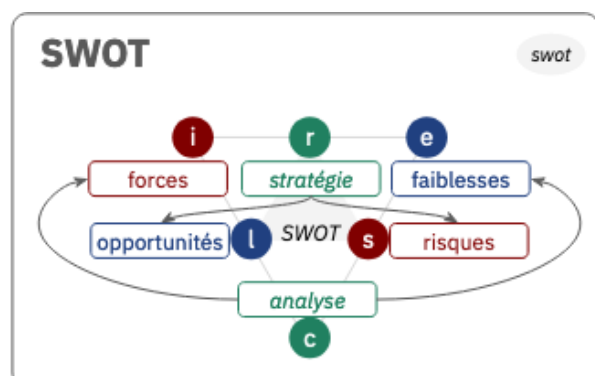 SWOT
swot
i r e
forces stratégie faiblesses
opportunités l SWOT s risques
analyse
c